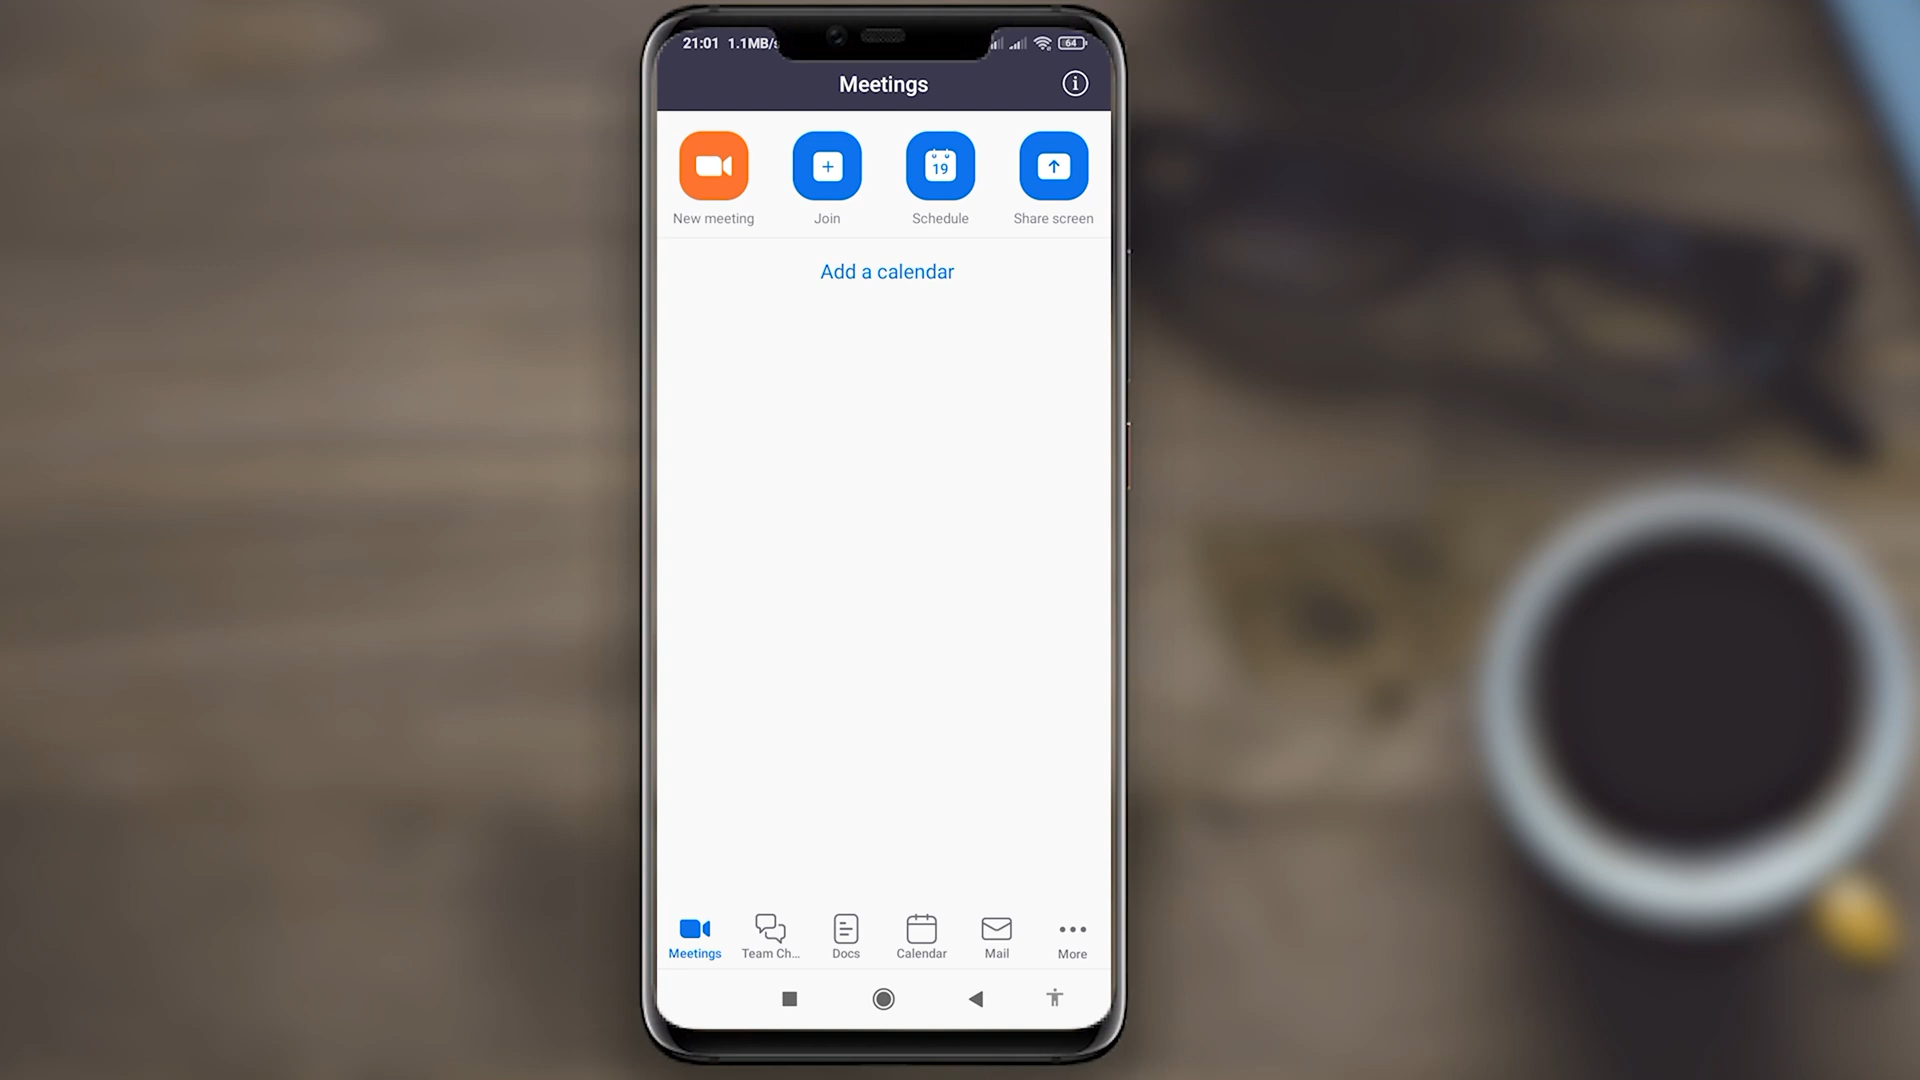 21:01 1.1MB/s 64
Meetings
New meeting Join 19 Schedule Share screen
Add a calendar
Meetings Team Ch... Docs Calendar Mail More